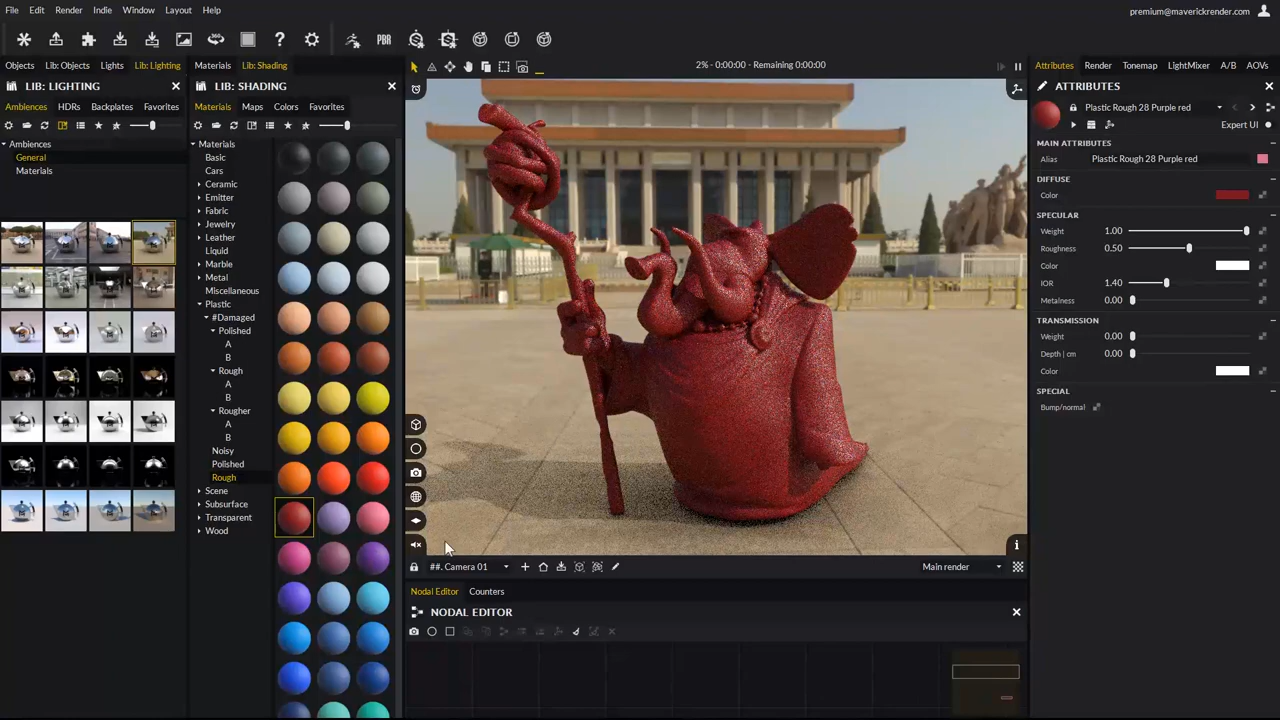 File Edit Render Indie Window Layout Help
premium@maverickrender.com
PBR
Objects Lib: Objects Lights Lib: Lighting
Materials Lib: Shading
2% - 0:00:00 - Remaining 0:00:00
Attributes Render Tonemap LightMixer A/B AOVs
LIB: LIGHTING
LIB: SHADING
ATTRIBUTES
Ambiences HDRs Backplates Favorites
Materials Maps Colors Favorites
Plastic Rough 28 Purple red
Expert UI
Ambiences
General
Materials
Materials
Basic
Cars
Ceramic
Emitter
Fabric
Jewelry
Leather
Liquid
Marble
Metal
Miscellaneous
Plastic
#Damaged
Polished
A
B
Rough
A
B
Rougher
A
B
Noisy
Polished
Rough
Scene
Subsurface
Transparent
Wood
MAIN ATTRIBUTES
Alias Plastic Rough 28 Purple red
DIFFUSE
Color
SPECULAR
Weight 1.00
Roughness 0.50
Color
IOR 1.40
Metalness 0.00
TRANSMISSION
Weight 0.00
Depth | cm 0.00
Color
SPECIAL
Bump/normal
##. Camera 01
Main render
Nodal Editor Counters
NODAL EDITOR